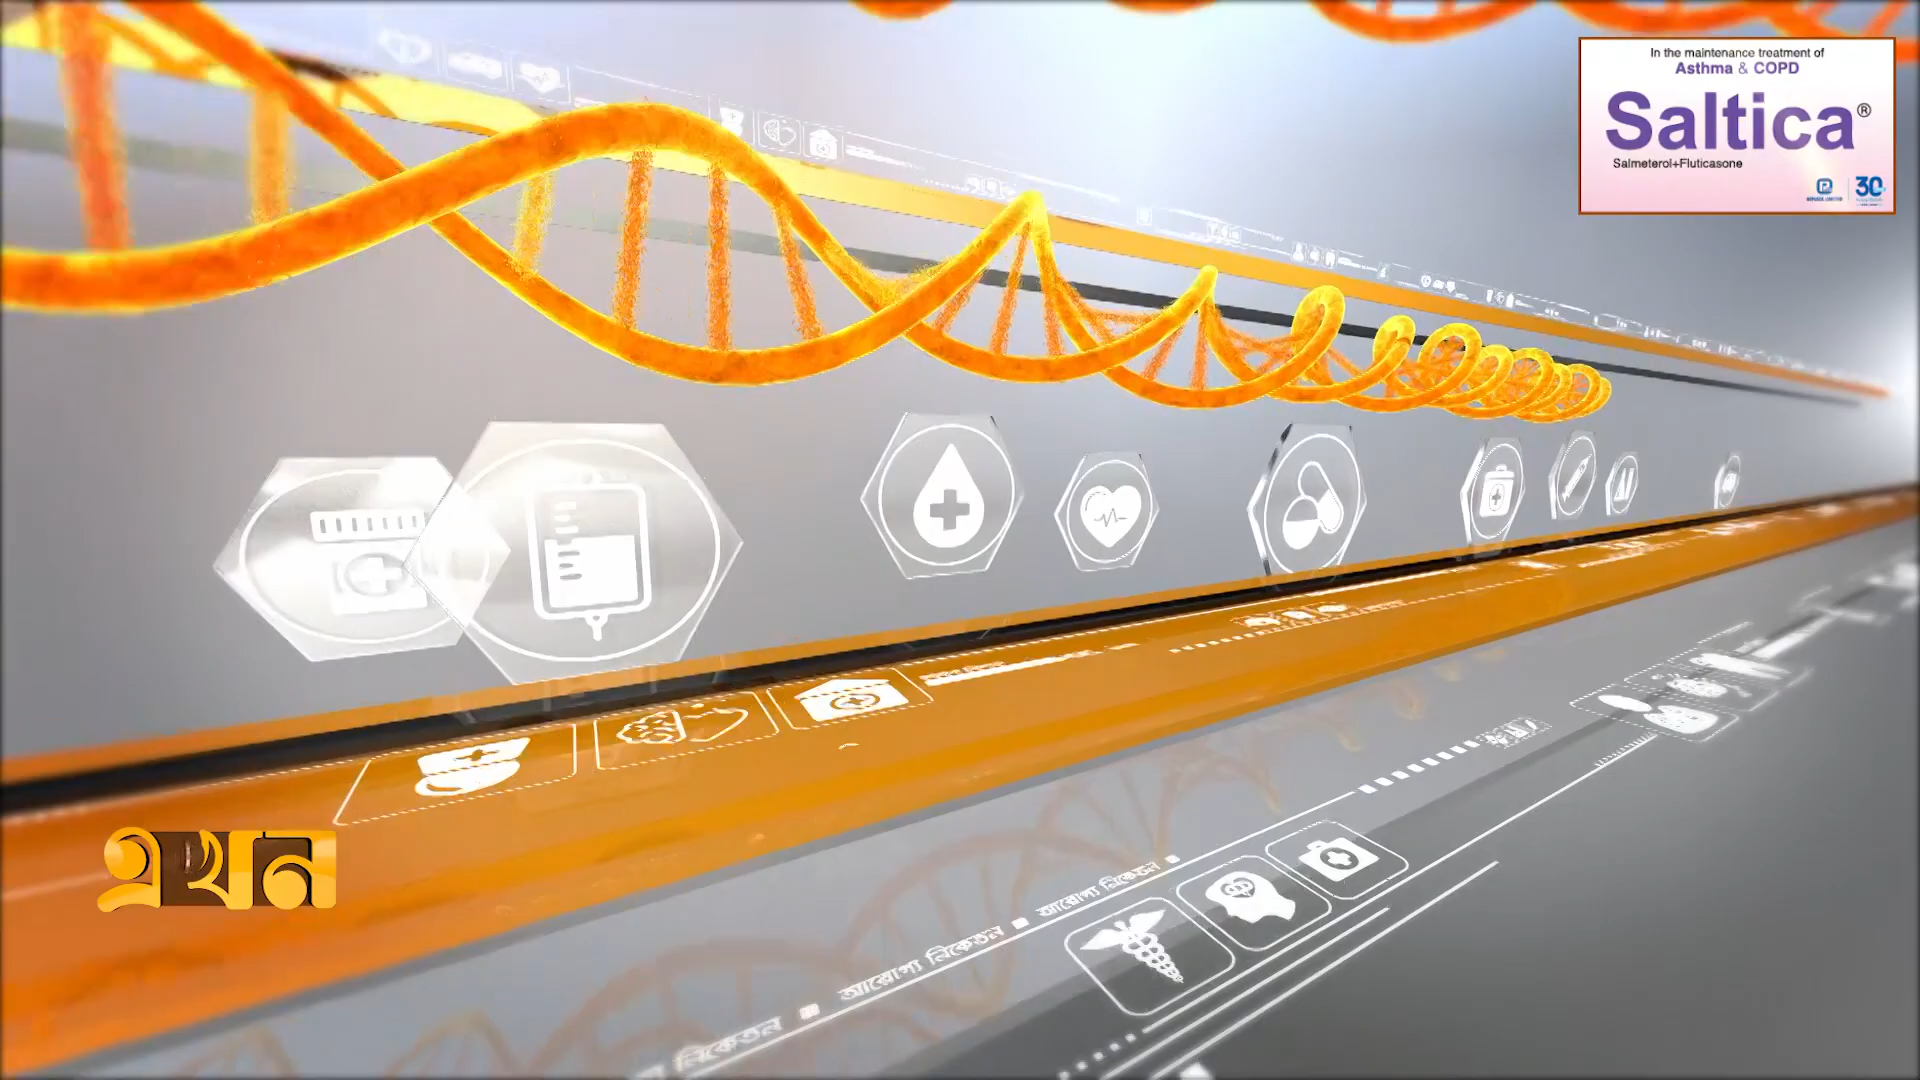 In the maintenance treatment of
Asthma & COPD
Saltica®
Salmeterol+Fluticasone
30
এখন
আরোগ্য নিকেতন
আরোগ্য নিকেতন
নিকেতন